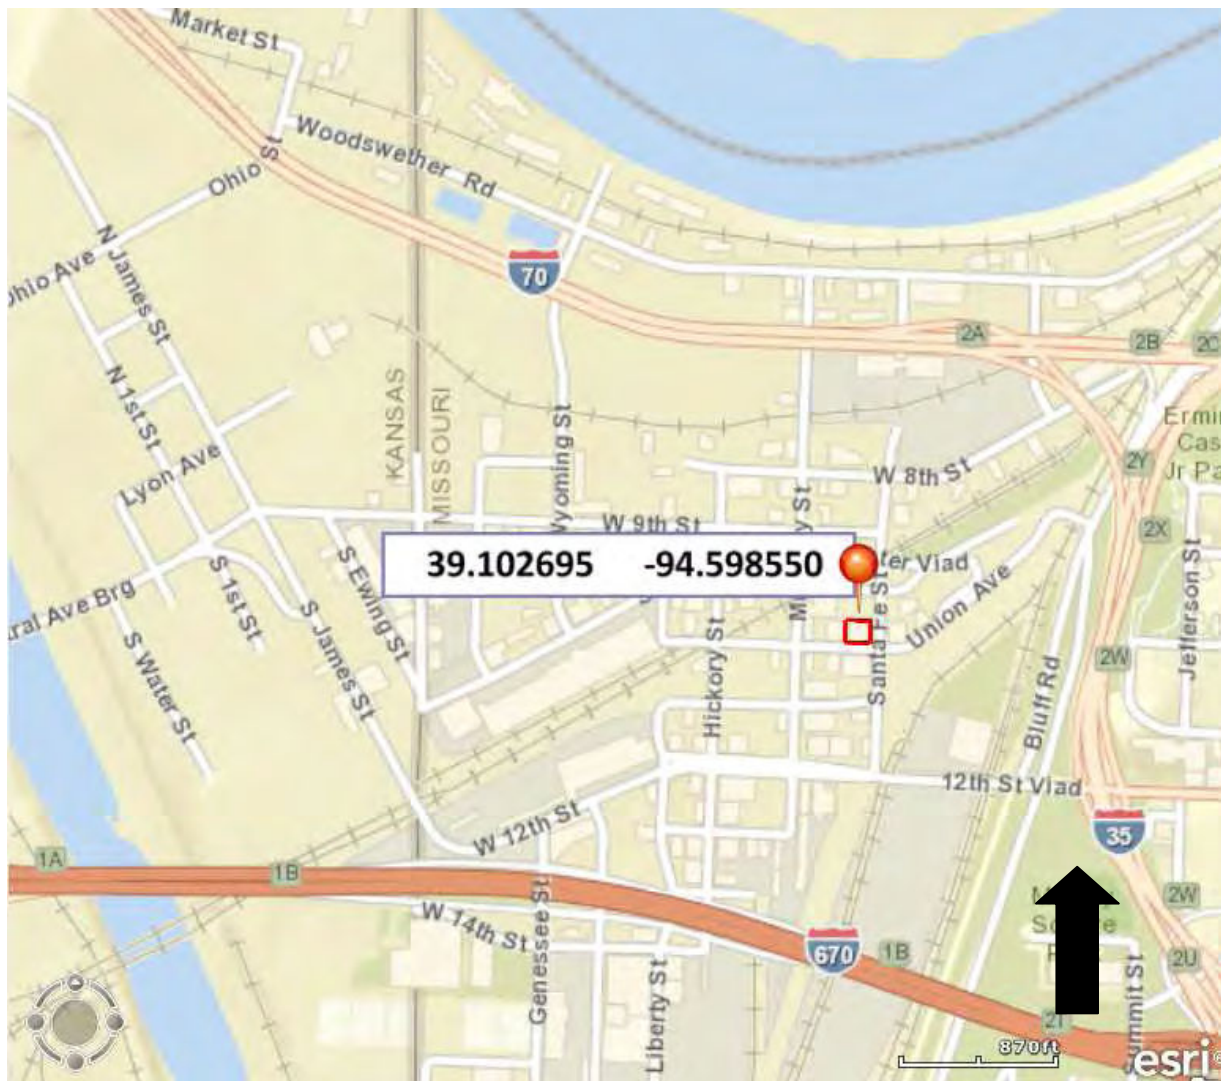 Market St
Woodswether Rd
Ohio St
N James St
Ohio Ave
70
2A
2B
2C
N 1st St
KANSAS
MISSOURI
Wyoming St
Lyon Ave
W 8th St
2Y
Jr
W 9th St
2X
39.102695 -94.598550
Viad
S Ewing St
S 1st St
Union Ave
Jefferson St
Brg
S James St
S Water St
Hickory St
Santa Fe St
2W
Bluff Rd
12th St Viad
W 12th St
35
1A
1B
2W
W 14th St
Genessee St
670
1B
2U
Liberty St
Summit St
870ft
esri